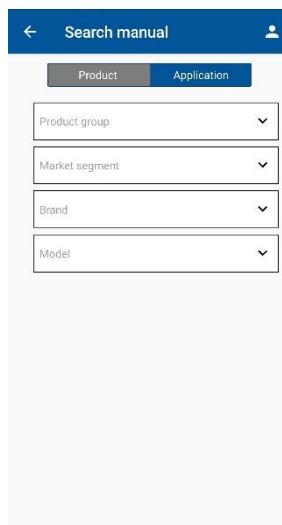 Search manual
Product Application
Product group
Market segment
Brand
Model